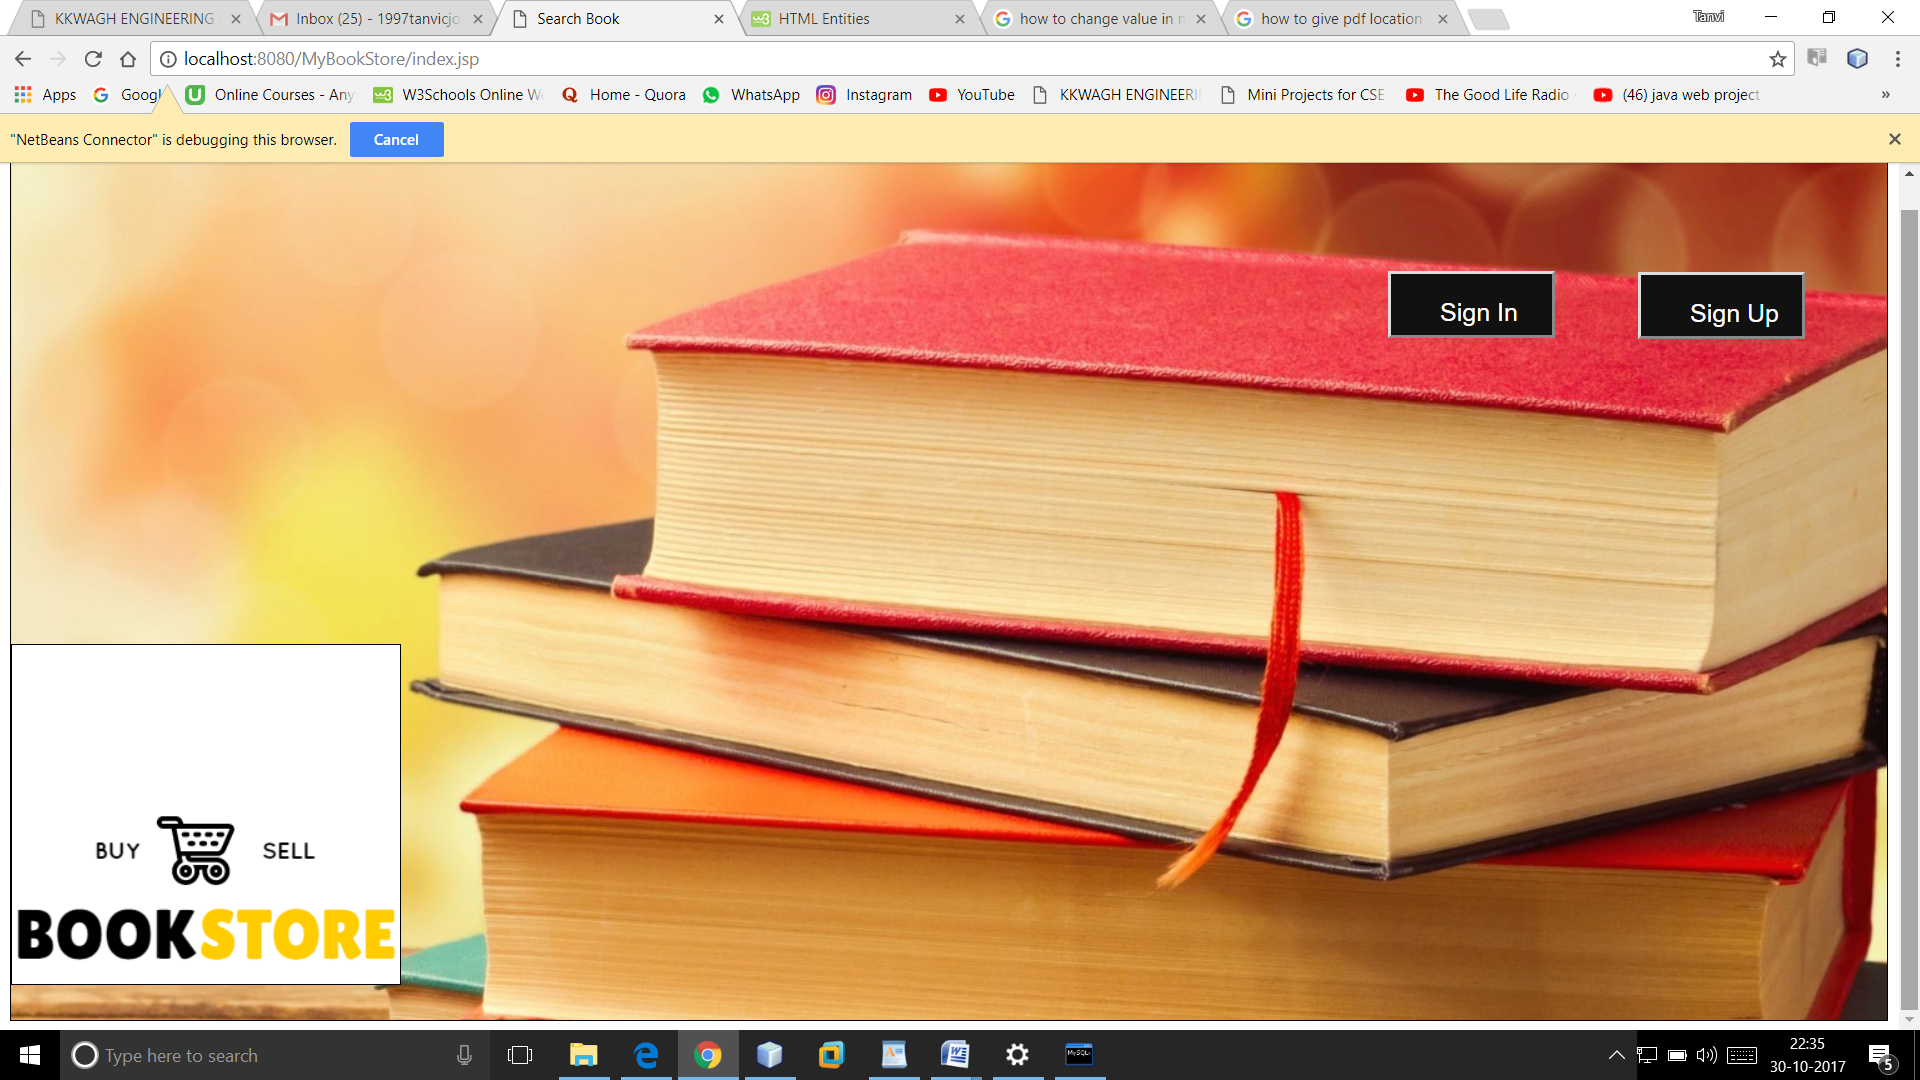 KKWAGH ENGINEERING
Inbox (25) - 1997tanvicjo
Search Book
HTML Entities
how to change value in
how to give pdf location
Tanvi
localhost:8080/MyBookStore/index.jsp
Apps
Googl
Online Courses - Any
W3Schools Online W
Home - Quora
WhatsApp
Instagram
YouTube
KKWAGH ENGINEERI
Mini Projects for CSE
The Good Life Radio
(46) java web project
»
"NetBeans Connector" is debugging this browser.
Cancel
Sign In
Sign Up
BUY
SELL
BOOKSTORE
Type here to search
MySQL
22:35
30-10-2017
5